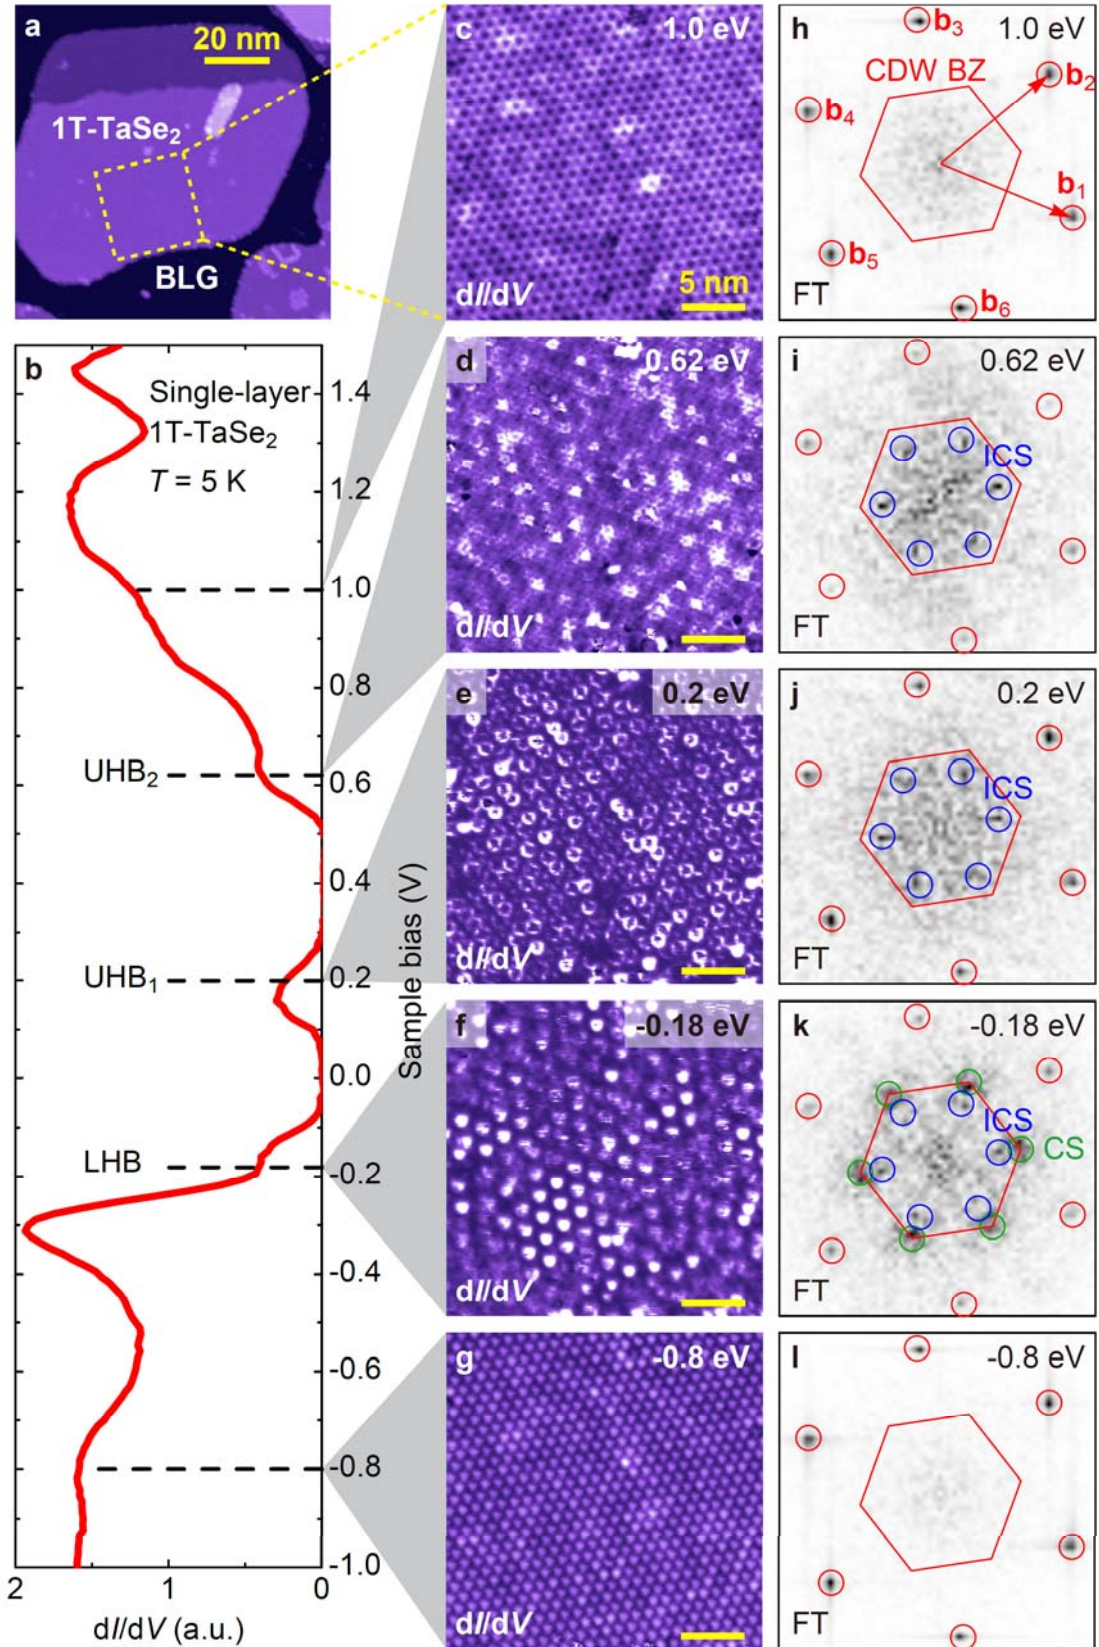 a
20 nm
1T-TaSe₂
BLG
b
Single-layer
1T-TaSe₂
T = 5 K
1.4
1.2
1.0
0.8
0.6
0.4
0.2
0.0
-0.2
-0.4
-0.6
-0.8
-1.0
UHB₂
UHB₁
LHB
Sample bias (V)
2 1 0
dI/dV (a.u.)
c 1.0 eV
dI/dV 5 nm
d 0.62 eV
dI/dV
e 0.2 eV
dI/dV
f -0.18 eV
dI/dV
g -0.8 eV
h 1.0 eV
b₃
CDW BZ
b₂
b₄
b₁
b₅
b₆
FT
i 0.62 eV
ICS
FT
j 0.2 eV
ICS
FT
k -0.18 eV
ICS
CS
FT
l -0.8 eV
FT